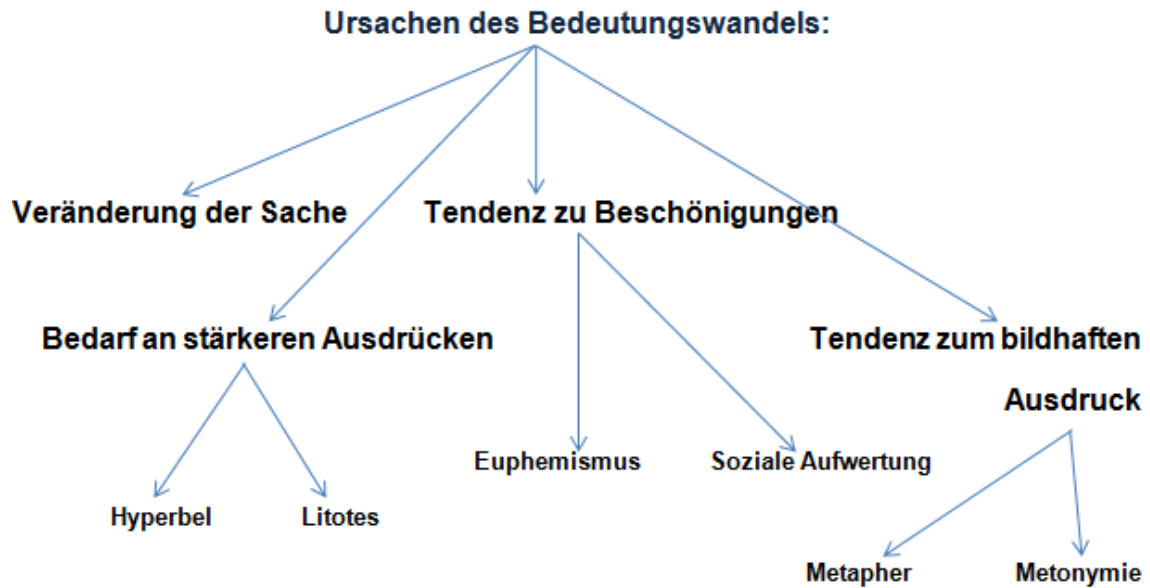 Ursachen des Bedeutungswandels:
Veränderung der Sache
Tendenz zu Beschönigungen
Bedarf an stärkeren Ausdrücken
Tendenz zum bildhaften
Ausdruck
Euphemismus
Soziale Aufwertung
Hyperbel
Litotes
Metapher
Metonymie